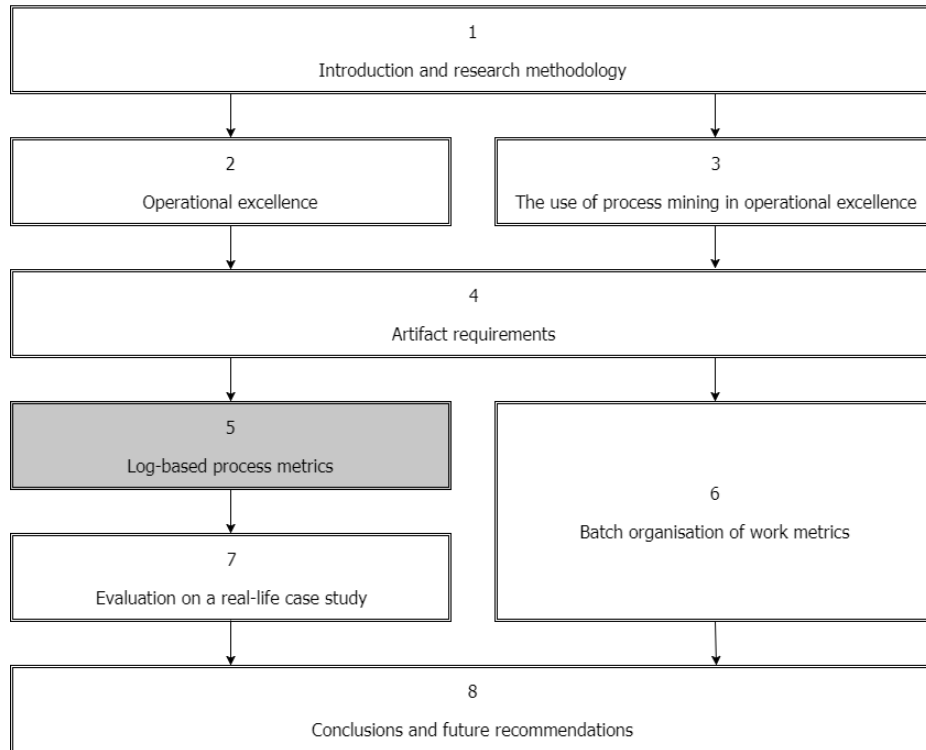 1
Introduction and research methodology
2
Operational excellence
3
The use of process mining in operational excellence
4
Artifact requirements
5
Log-based process metrics
6
Batch organisation of work metrics
7
Evaluation on a real-life case study
8
Conclusions and future recommendations